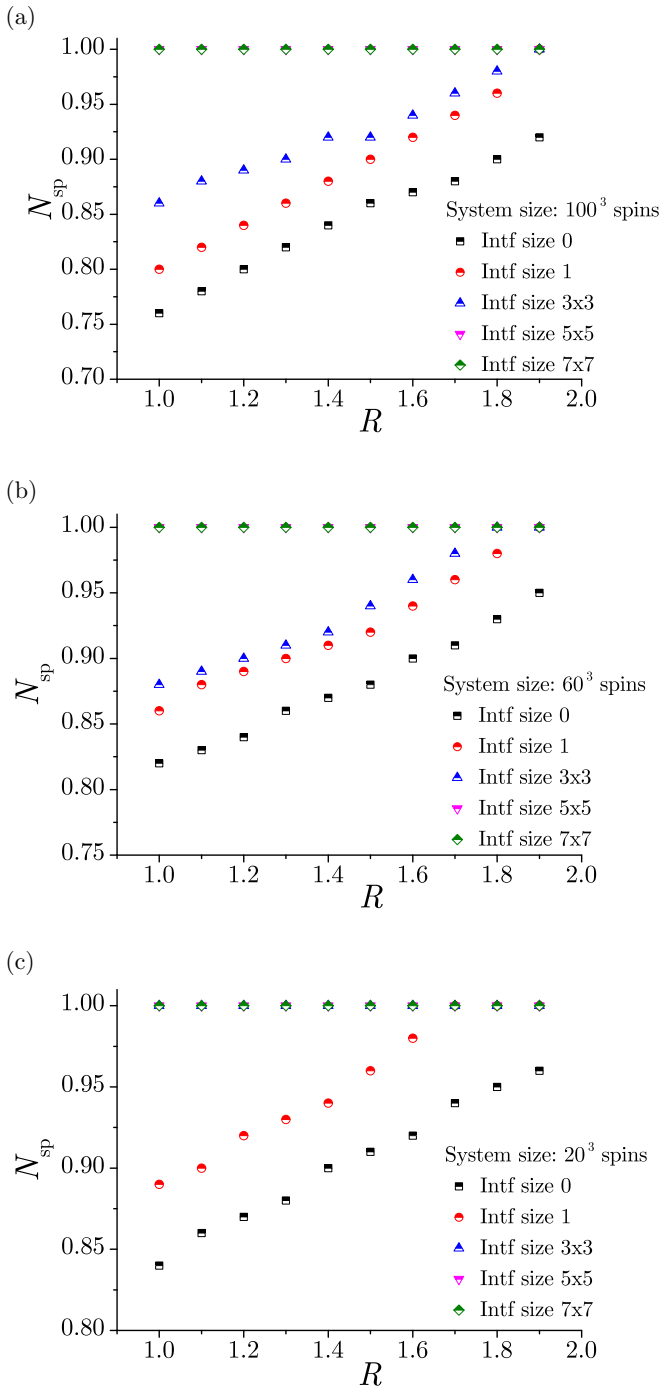 (a)
1.00
0.95
0.90
0.85
0.80
0.75
0.70
N_sp
System size: 100³ spins
Intf size 0
Intf size 1
Intf size 3x3
Intf size 5x5
Intf size 7x7
1.0 1.2 1.4 1.6 1.8 2.0
R
(b)
1.00
0.95
0.90
0.85
0.80
0.75
N_sp
System size: 60³ spins
Intf size 0
Intf size 1
Intf size 3x3
Intf size 5x5
Intf size 7x7
1.0 1.2 1.4 1.6 1.8 2.0
R
(c)
1.00
0.95
0.90
0.85
0.80
N_sp
System size: 20³ spins
Intf size 0
Intf size 1
Intf size 3x3
Intf size 5x5
Intf size 7x7
1.0 1.2 1.4 1.6 1.8 2.0
R